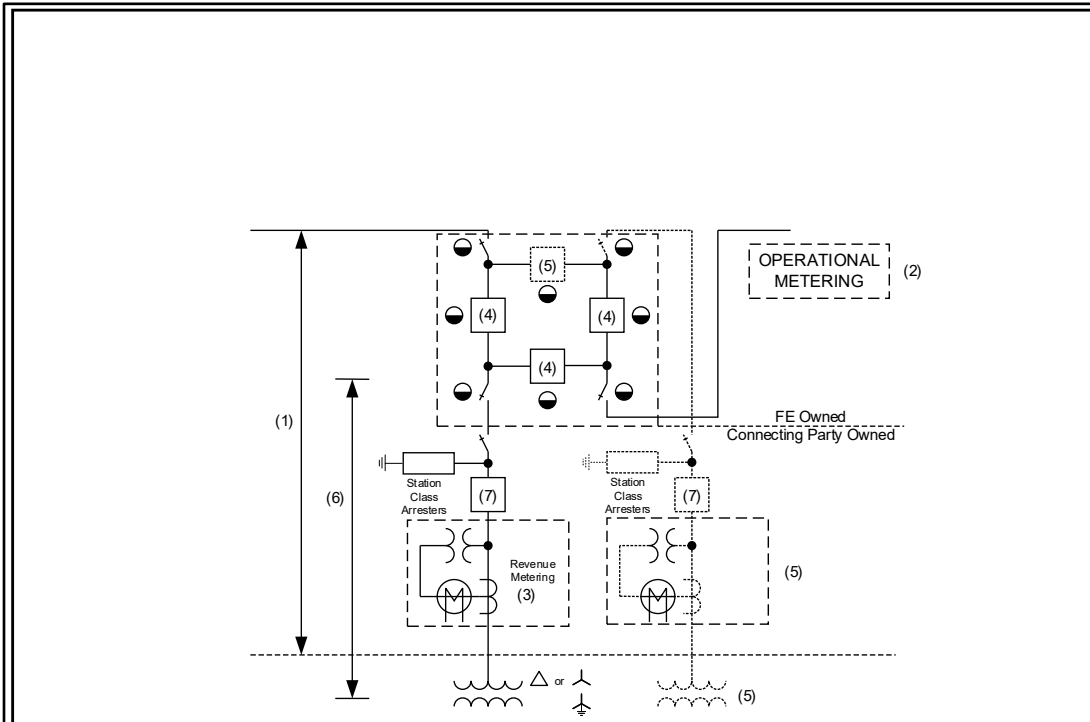 (5)
OPERATIONAL
METERING
(2)
(4)
(4)
(4)
FE Owned
Connecting Party Owned
(1)
(6)
Station
Class
Arresters
(7)
Station
Class
Arresters
(7)
Revenue
Metering
(3)
(5)
or
(5)